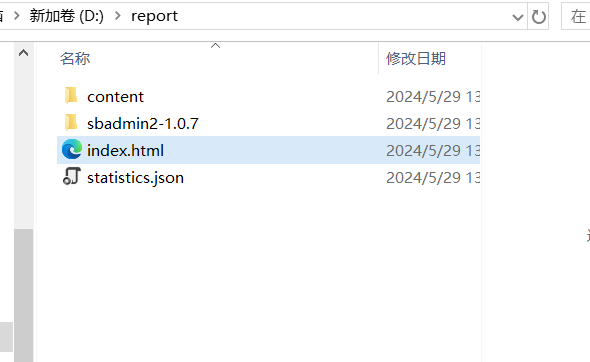 新加卷 (D:) > report
在
名称 修改日期
content 2024/5/29 13
sbadmin2-1.0.7 2024/5/29 13
index.html 2024/5/29 13
statistics.json 2024/5/29 13